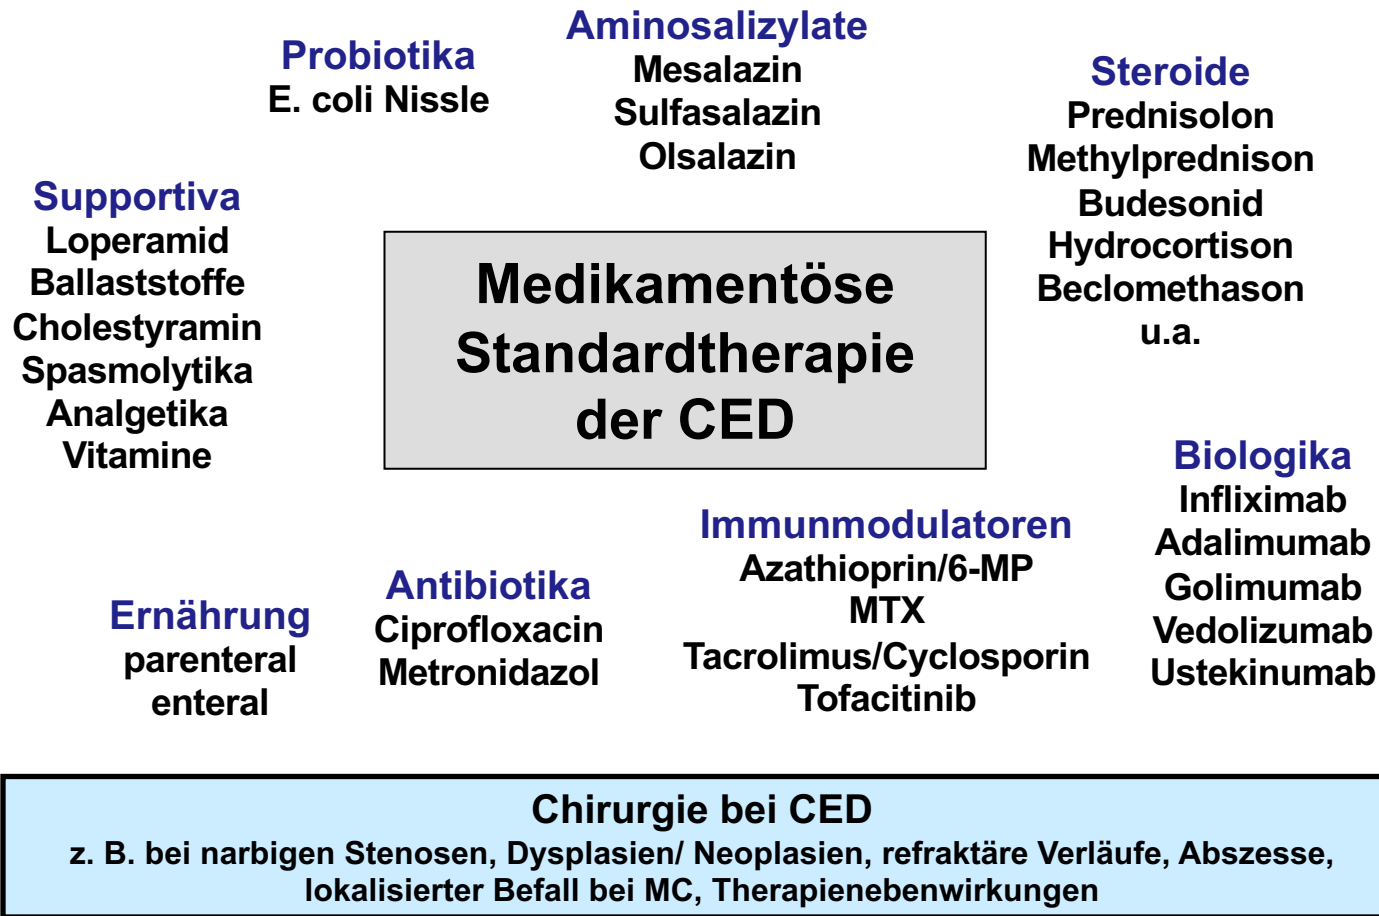 Probiotika
E. coli Nissle
Aminosalizylate
Mesalazin
Sulfasalazin
Olsalazin
Steroide
Prednisolon
Methylprednison
Budesonid
Hydrocortison
Beclomethason
u.a.
Supportiva
Loperamid
Ballaststoffe
Cholestyramin
Spasmolytika
Analgetika
Vitamine
Medikamentöse
Standardtherapie
der CED
Biologika
Infliximab
Adalimumab
Golimumab
Vedolizumab
Ustekinumab
Immunmodulatoren
Azathioprin/6-MP
MTX
Tacrolimus/Cyclosporin
Tofacitinib
Antibiotika
Ciprofloxacin
Metronidazol
Ernährung
parenteral
enteral
Chirurgie bei CED
z. B. bei narbigen Stenosen, Dysplasien/ Neoplasien, refraktäre Verläufe, Abszesse,
lokalisierter Befall bei MC, Therapienebenwirkungen